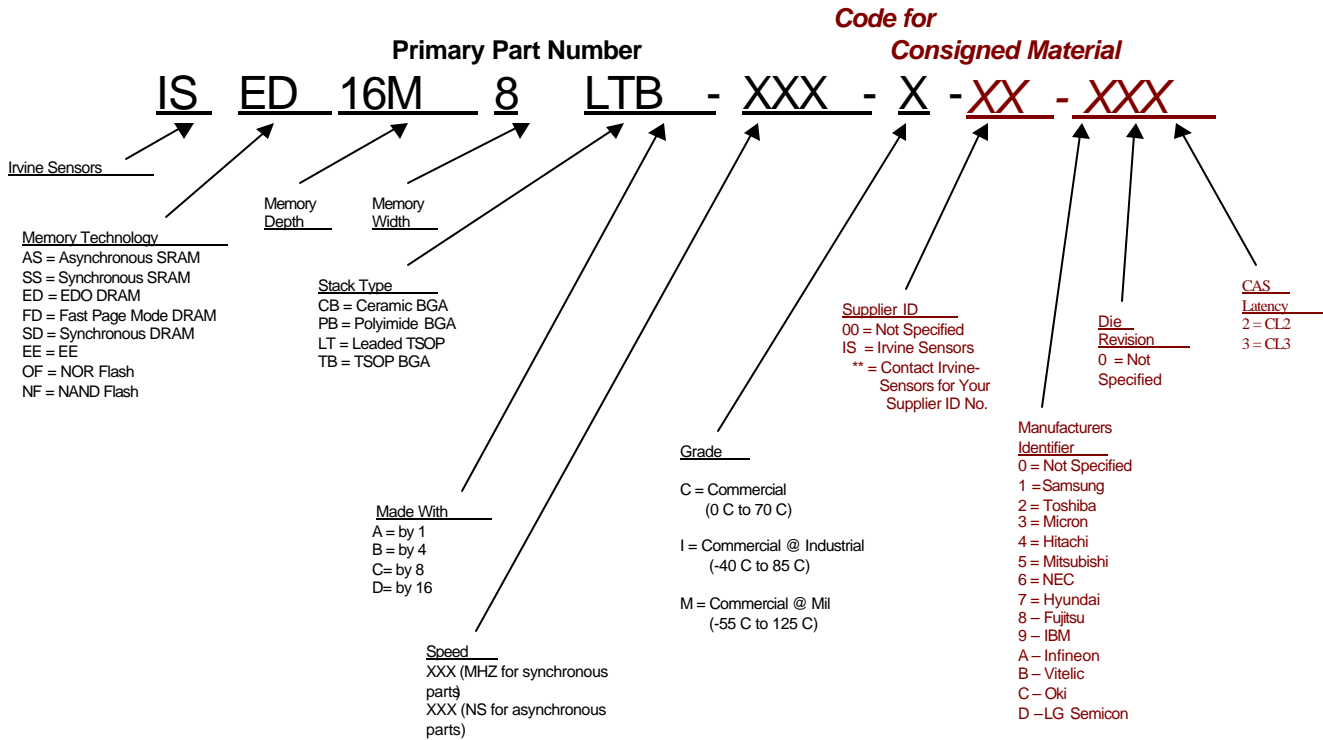 Code for
Primary Part Number Consigned Material
IS ED 16M 8 LTB - XXX - X - XX - XXX
Irvine Sensors
Memory Technology
AS = Asynchronous SRAM
SS = Synchronous SRAM
ED = EDO DRAM
FD = Fast Page Mode DRAM
SD = Synchronous DRAM
EE = EE
OF = NOR Flash
NF = NAND Flash
Memory
Depth
Memory
Width
Stack Type
CB = Ceramic BGA
PB = Polyimide BGA
LT = Leaded TSOP
TB = TSOP BGA
Made With
A = by 1
B = by 4
C= by 8
D= by 16
Speed
XXX (MHZ for synchronous
parts)
XXX (NS for asynchronous
parts)
Grade
C = Commercial
(0 C to 70 C)
I = Commercial @ Industrial
(-40 C to 85 C)
M = Commercial @ Mil
(-55 C to 125 C)
Supplier ID
00 = Not Specified
IS = Irvine Sensors
** = Contact Irvine-
Sensors for Your
Supplier ID No.
Manufacturers
Identifier
0 = Not Specified
1 =Samsung
2 = Toshiba
3 = Micron
4 = Hitachi
5 = Mitsubishi
6 = NEC
7 = Hyundai
8 – Fujitsu
9 – IBM
A – Infineon
B – Vitelic
C – Oki
D –LG Semicon
Die
Revision
0 = Not
Specified
CAS
Latency
2 = CL2
3 = CL3